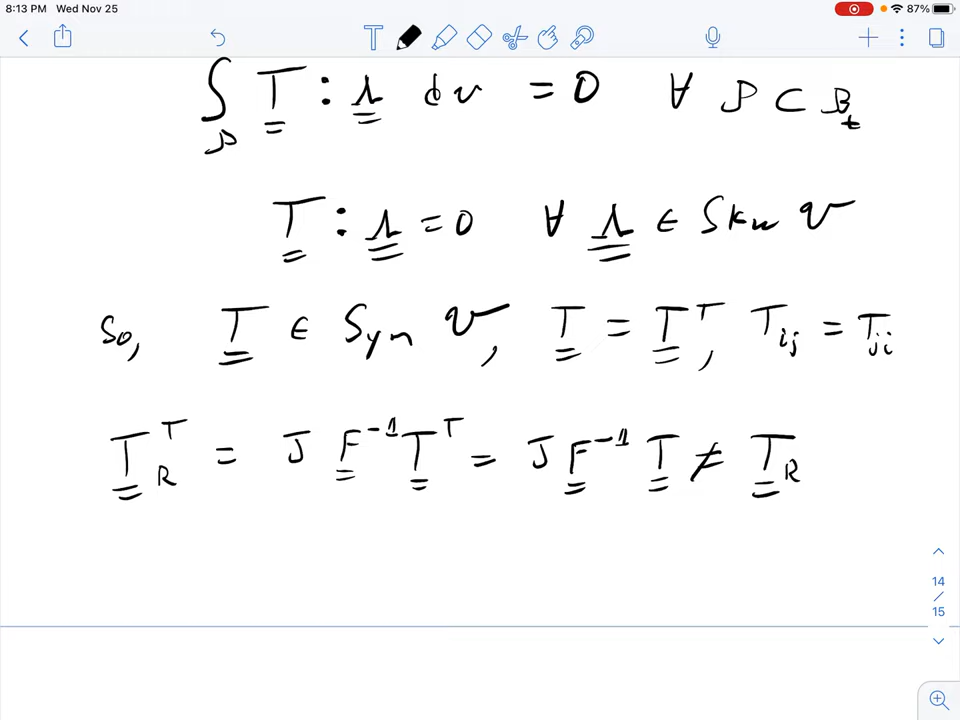 8:13 PM Wed Nov 25 87%
∫_P T : Λ dv = 0 ∀ P ⊂ B_t
T : Λ = 0 ∀ Λ ∈ Skw V
So, T ∈ Sym V, T = T^T, T_ij = T_ji
T_R^T = J F^-1 T^T = J F^-1 T ≠ T_R
14
/
15